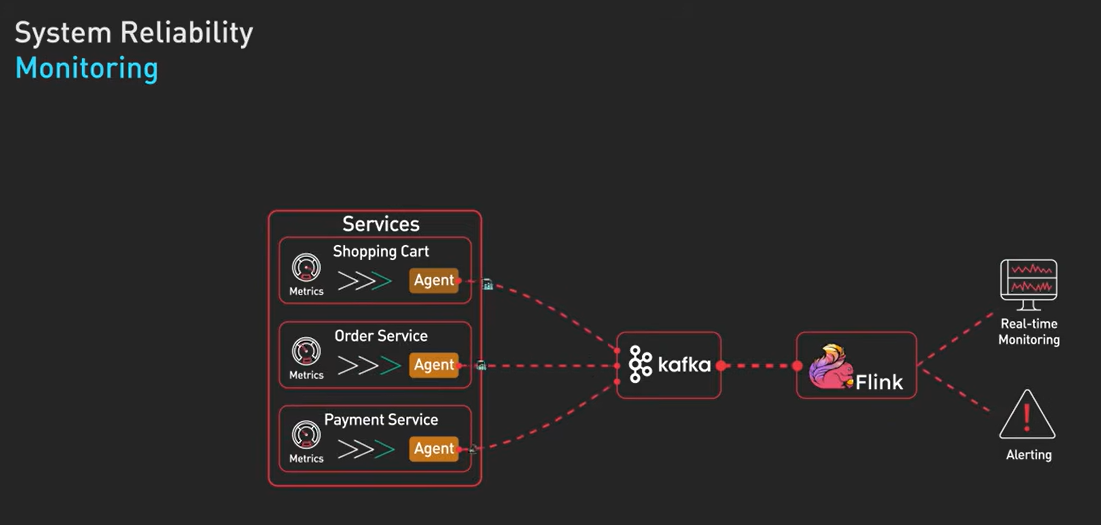 System Reliability
Monitoring
Services
Shopping Cart
Metrics
Agent
Order Service
Metrics
Agent
Payment Service
Metrics
Agent
kafka
Flink
Real-time
Monitoring
Alerting